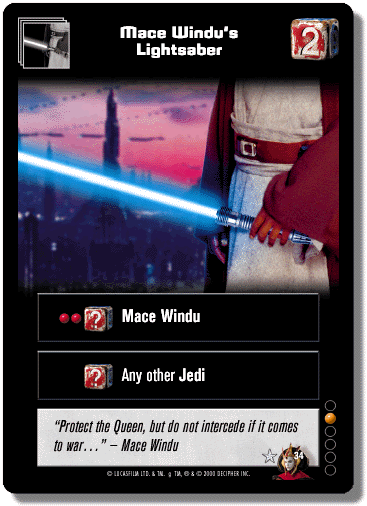 Mace Windu's
Lightsaber
2
? Mace Windu
? Any other Jedi
"Protect the Queen, but do not intercede if it comes
to war..." – Mace Windu
34
© LUCASFILM LTD. & TM. ® & © 2000 DECIPHER INC.